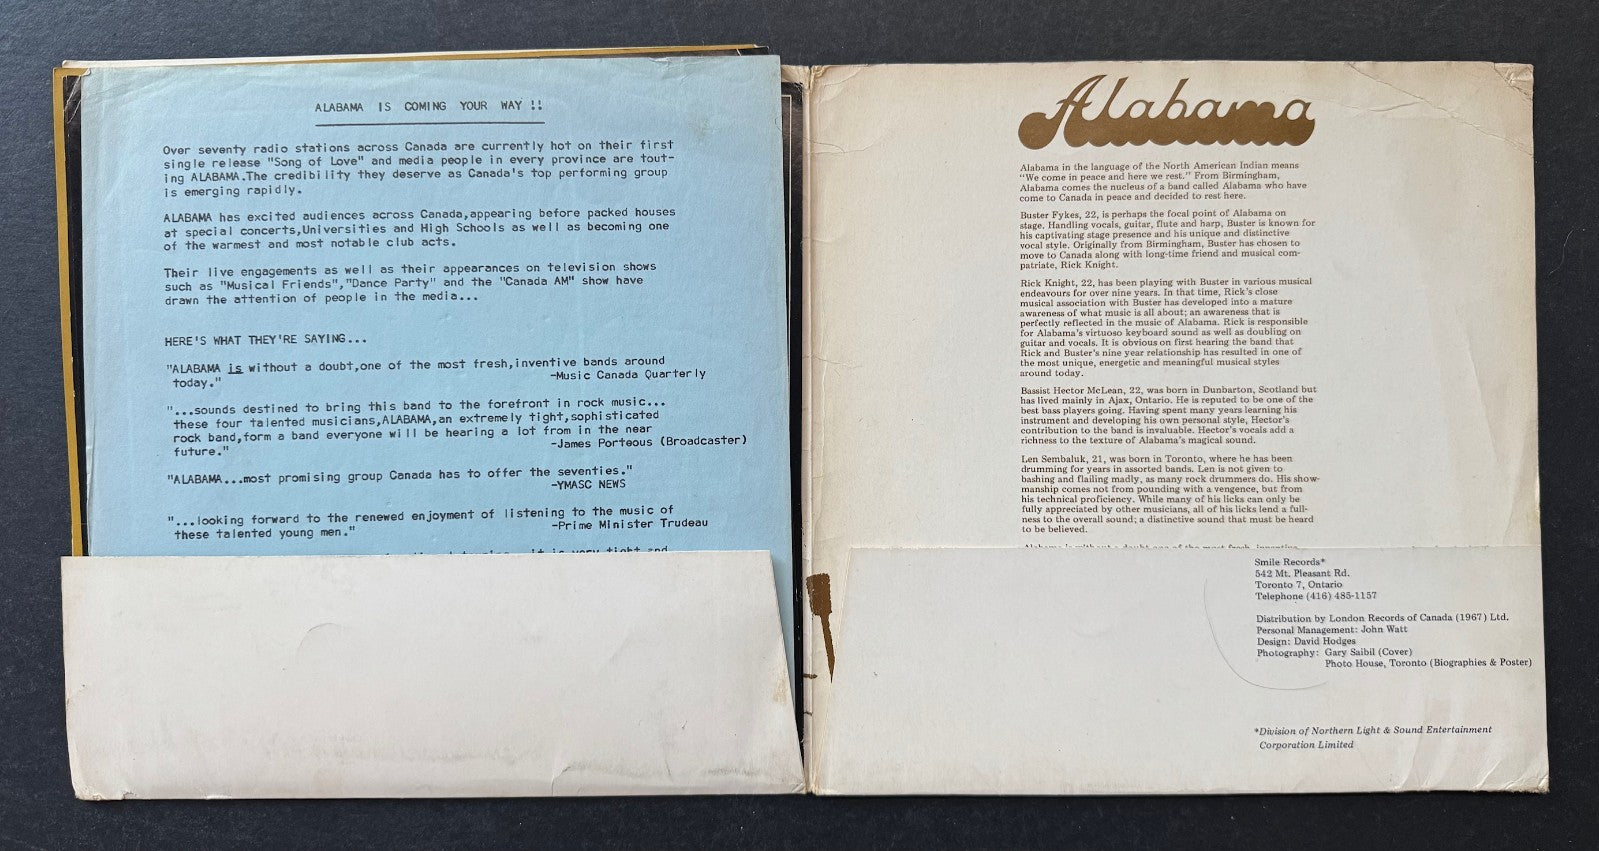 ALABAMA IS COMING YOUR WAY !!
Over seventy radio stations across Canada are currently hot on their first
single release "Song of Love" and media people in every province are tout-
ing ALABAMA.The credibility they deserve as Canada's top performing group
is emerging rapidly.
ALABAMA has excited audiences across Canada,appearing before packed houses
at special concerts,Universities and High Schools as well as becoming one
of the warmest and most notable club acts.
Their live engagements as well as their appearances on television shows
such as "Musical Friends","Dance Party" and the "Canada AM" show have
drawn the attention of people in the media...
HERE'S WHAT THEY'RE SAYING...
"ALABAMA is without a doubt,one of the most fresh,inventive bands around
today."
-Music Canada Quarterly
"...sounds destined to bring this band to the forefront in rock music...
these four talented musicians,ALABAMA,an extremely tight,sophisticated
rock band,form a band everyone will be hearing a lot from in the near
future."
-James Porteous (Broadcaster)
"ALABAMA...most promising group Canada has to offer the seventies."
-YMASC NEWS
"...looking forward to the renewed enjoyment of listening to the music of
these talented young men."
-Prime Minister Trudeau
it is very tight and
Alabama
Alabama in the language of the North American Indian means
"We come in peace and here we rest." From Birmingham,
Alabama comes the nucleus of a band called Alabama who have
come to Canada in peace and decided to rest here.
Buster Fykes, 22, is perhaps the focal point of Alabama on
stage. Handling vocals, guitar, flute and harp, Buster is known for
his captivating stage presence and his unique and distinctive
vocal style. Originally from Birmingham, Buster has chosen to
move to Canada along with long-time friend and musical com-
patriate, Rick Knight.
Rick Knight, 22, has been playing with Buster in various musical
endeavours for over nine years. In that time, Rick's close
musical association with Buster has developed into a mature
awareness of what music is all about; an awareness that is
perfectly reflected in the music of Alabama. Rick is responsible
for Alabama's virtuoso keyboard sound as well as doubling on
guitar and vocals. It is obvious on first hearing the band that
Rick and Buster's nine year relationship has resulted in one of
the most unique, energetic and meaningful musical styles
around today.
Bassist Hector McLean, 22, was born in Dunbarton, Scotland but
has lived mainly in Ajax, Ontario. He is reputed to be one of the
best bass players going. Having spent many years learning his
instrument and developing his own personal style, Hector's
contribution to the band is invaluable. Hector's vocals add a
richness to the texture of Alabama's magical sound.
Len Sembaluk, 21, was born in Toronto, where he has been
drumming for years in assorted bands. Len is not given to
bashing and flailing madly, as many rock drummers do. His show-
manship comes not from pounding with a vengence, but from
his technical proficiency. While many of his licks can only be
fully appreciated by other musicians, all of his licks lend a full-
ness to the overall sound; a distinctive sound that must be heard
to be believed.
Alabama is without a doubt one of the most fresh, inventive
Smile Records*
542 Mt. Pleasant Rd.
Toronto 7, Ontario
Telephone (416) 485-1157
Distribution by London Records of Canada (1967) Ltd.
Personal Management: John Watt
Design: David Hodges
Photography: Gary Saibil (Cover)
Photo House, Toronto (Biographies & Poster)
*Division of Northern Light & Sound Entertainment
Corporation Limited